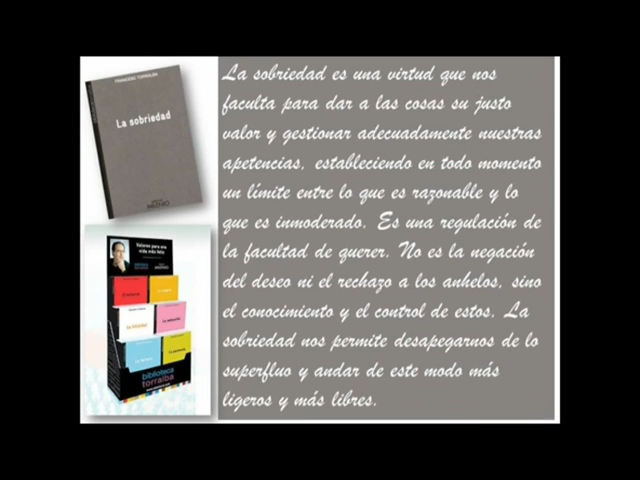 FRANCESC TORRALBA
La sobriedad
MILENIO
Valores para una
vida más feliz
biblioteca
torralba
La sobriedad es una virtud que nos
faculta para dar a las cosas su justo
valor y gestionar adecuadamente nuestras
apetencias, estableciendo en todo momento
un límite entre lo que es razonable y lo
que es inmoderado. Es una regulación de
la facultad de querer. No es la negación
del deseo ni el rechazo a los anhelos, sino
el conocimiento y el control de estos. La
sobriedad nos permite desapegarnos de lo
superfluo y andar de este modo más
ligeros y más libres.